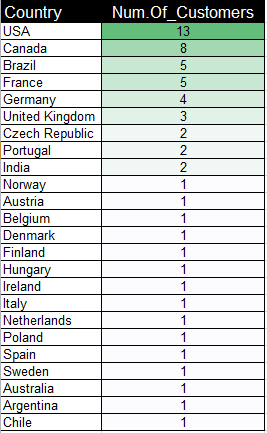 Country Num.Of_Customers
USA 13
Canada 8
Brazil 5
France 5
Germany 4
United Kingdom 3
Czech Republic 2
Portugal 2
India 2
Norway 1
Austria 1
Belgium 1
Denmark 1
Finland 1
Hungary 1
Ireland 1
Italy 1
Netherlands 1
Poland 1
Spain 1
Sweden 1
Australia 1
Argentina 1
Chile 1